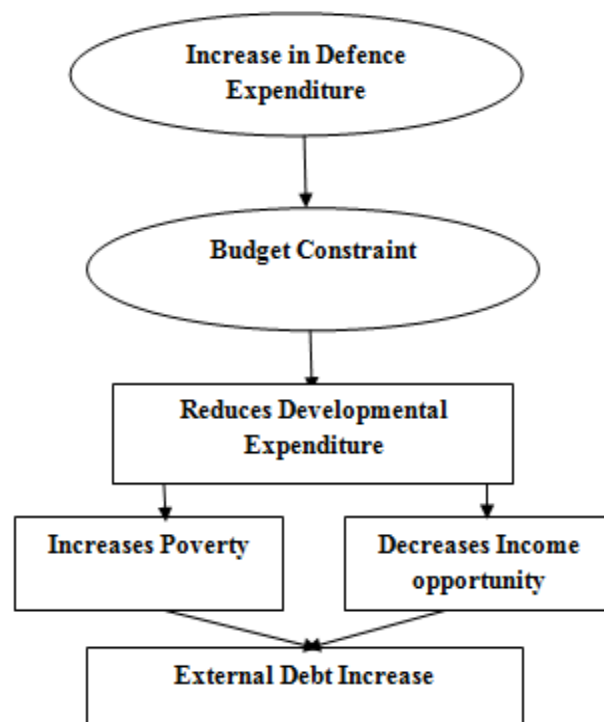 Increase in Defence
Expenditure
Budget Constraint
Reduces Developmental
Expenditure
Increases Poverty
Decreases Income
opportunity
External Debt Increase